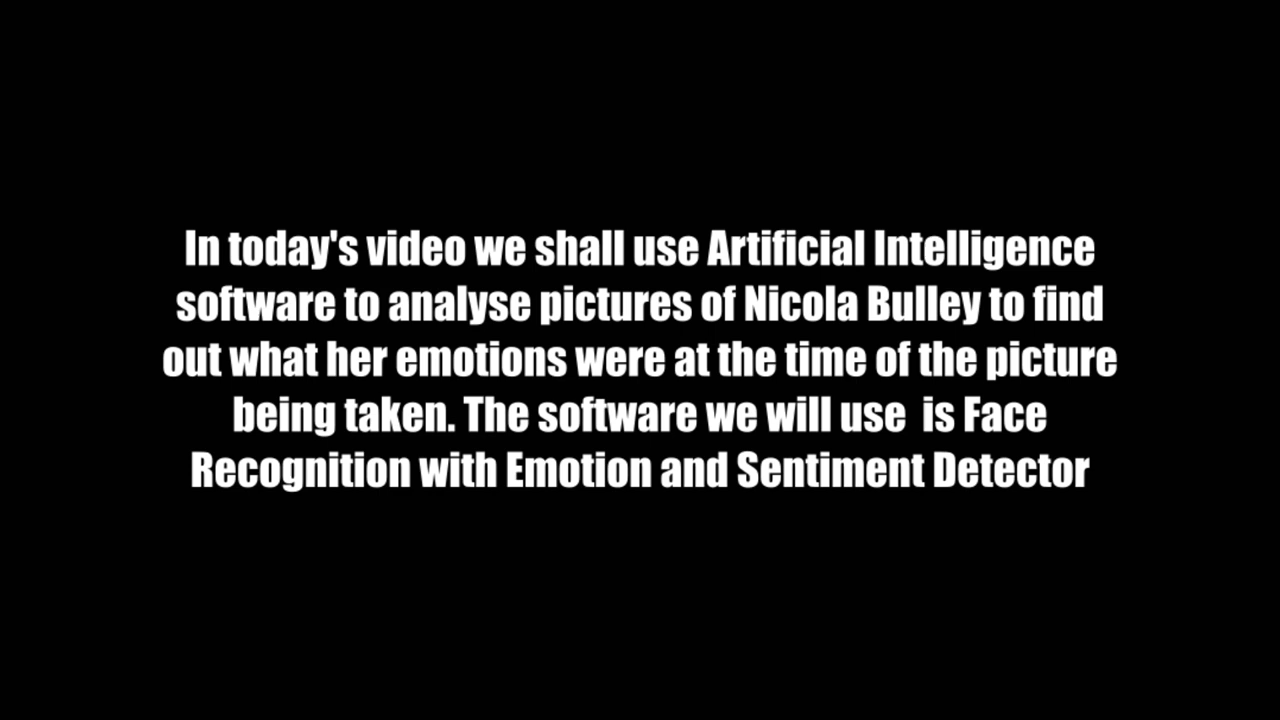 In today's video we shall use Artificial Intelligence
software to analyse pictures of Nicola Bulley to find
out what her emotions were at the time of the picture
being taken. The software we will use  is Face
Recognition with Emotion and Sentiment Detector